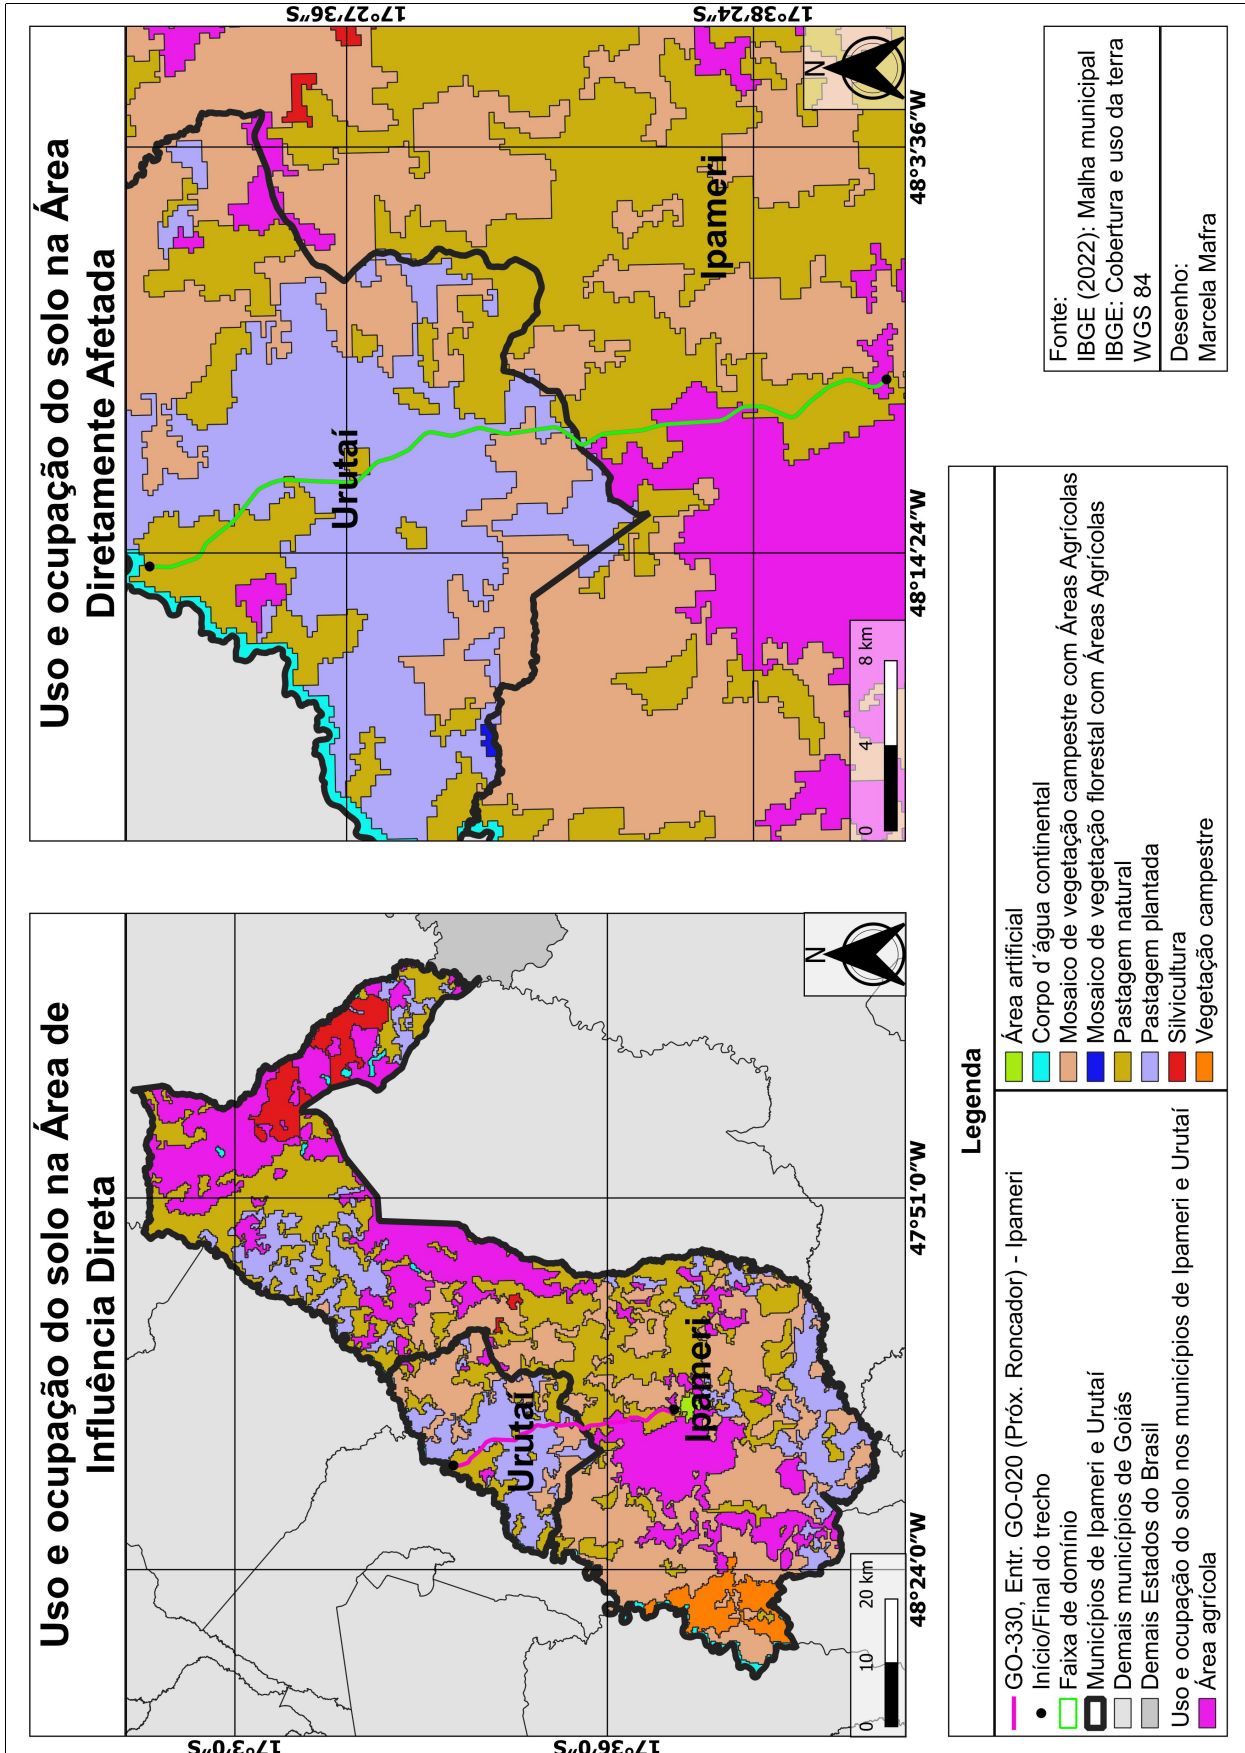 Uso e ocupação do solo na Área de
Influência Direta
17°3′0″S
17°36′0″S
48°24′0″W
47°51′0″W
Urutaí
Ipameri
N
0
10
20 km
Uso e ocupação do solo na Área
Diretamente Afetada
17°27′36″S
17°38′24″S
48°14′24″W
48°3′36″W
Urutaí
Ipameri
N
0
4
8 km
Legenda
GO-330, Entr. GO-020 (Próx. Roncador) - Ipameri
Início/Final do trecho
Faixa de domínio
Municípios de Ipameri e Urutaí
Demais municípios de Goiás
Demais Estados do Brasil
Uso e ocupação do solo nos municípios de Ipameri e Urutaí
Área agrícola
Área artificial
Corpo d´água continental
Mosaico de vegetação campestre com Áreas Agrícolas
Mosaico de vegetação florestal com Áreas Agrícolas
Pastagem natural
Pastagem plantada
Silvicultura
Vegetação campestre
Fonte:
IBGE (2022): Malha municipal
IBGE: Cobertura e uso da terra
WGS 84
Desenho:
Marcela Mafra